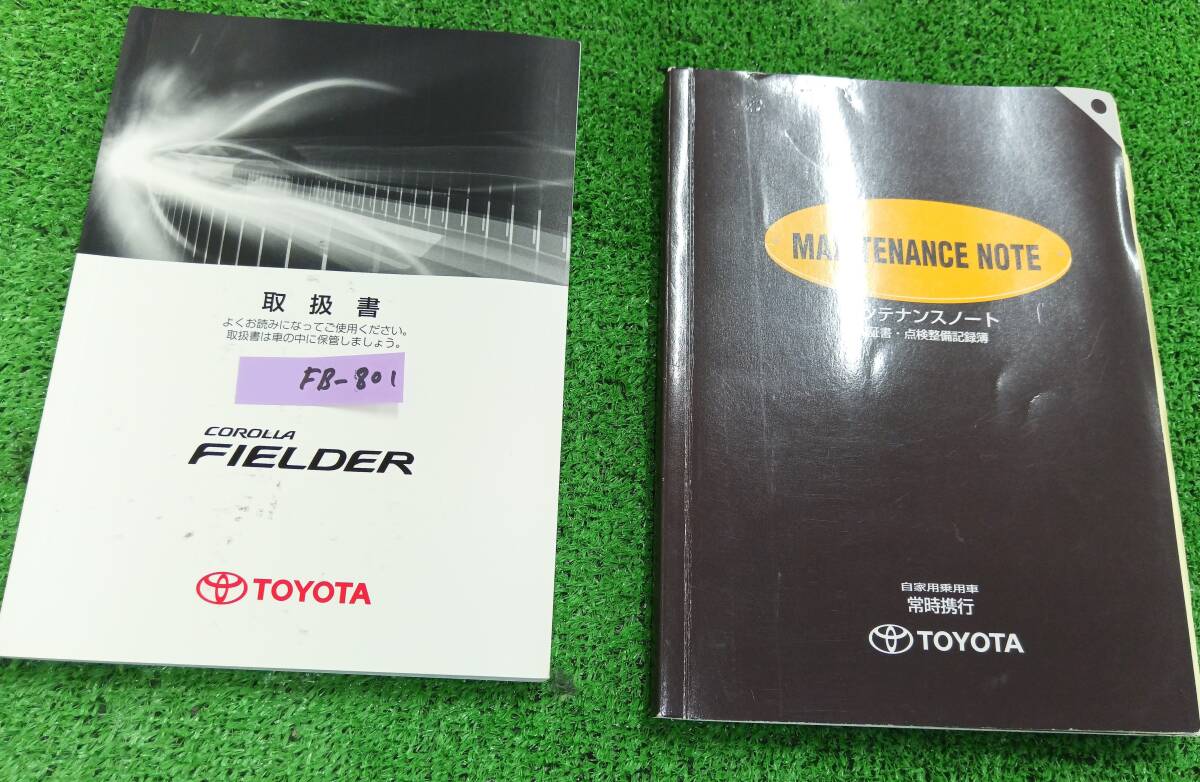 取扱書
よくお読みになってご使用ください。
取扱書は車の中に保管しましょう。
FB-801
COROLLA
FIELDER
TOYOTA
MAINTENANCE NOTE
ンテナンスノート
証書・点検整備記録簿
自家用乗用車
常時携行
TOYOTA